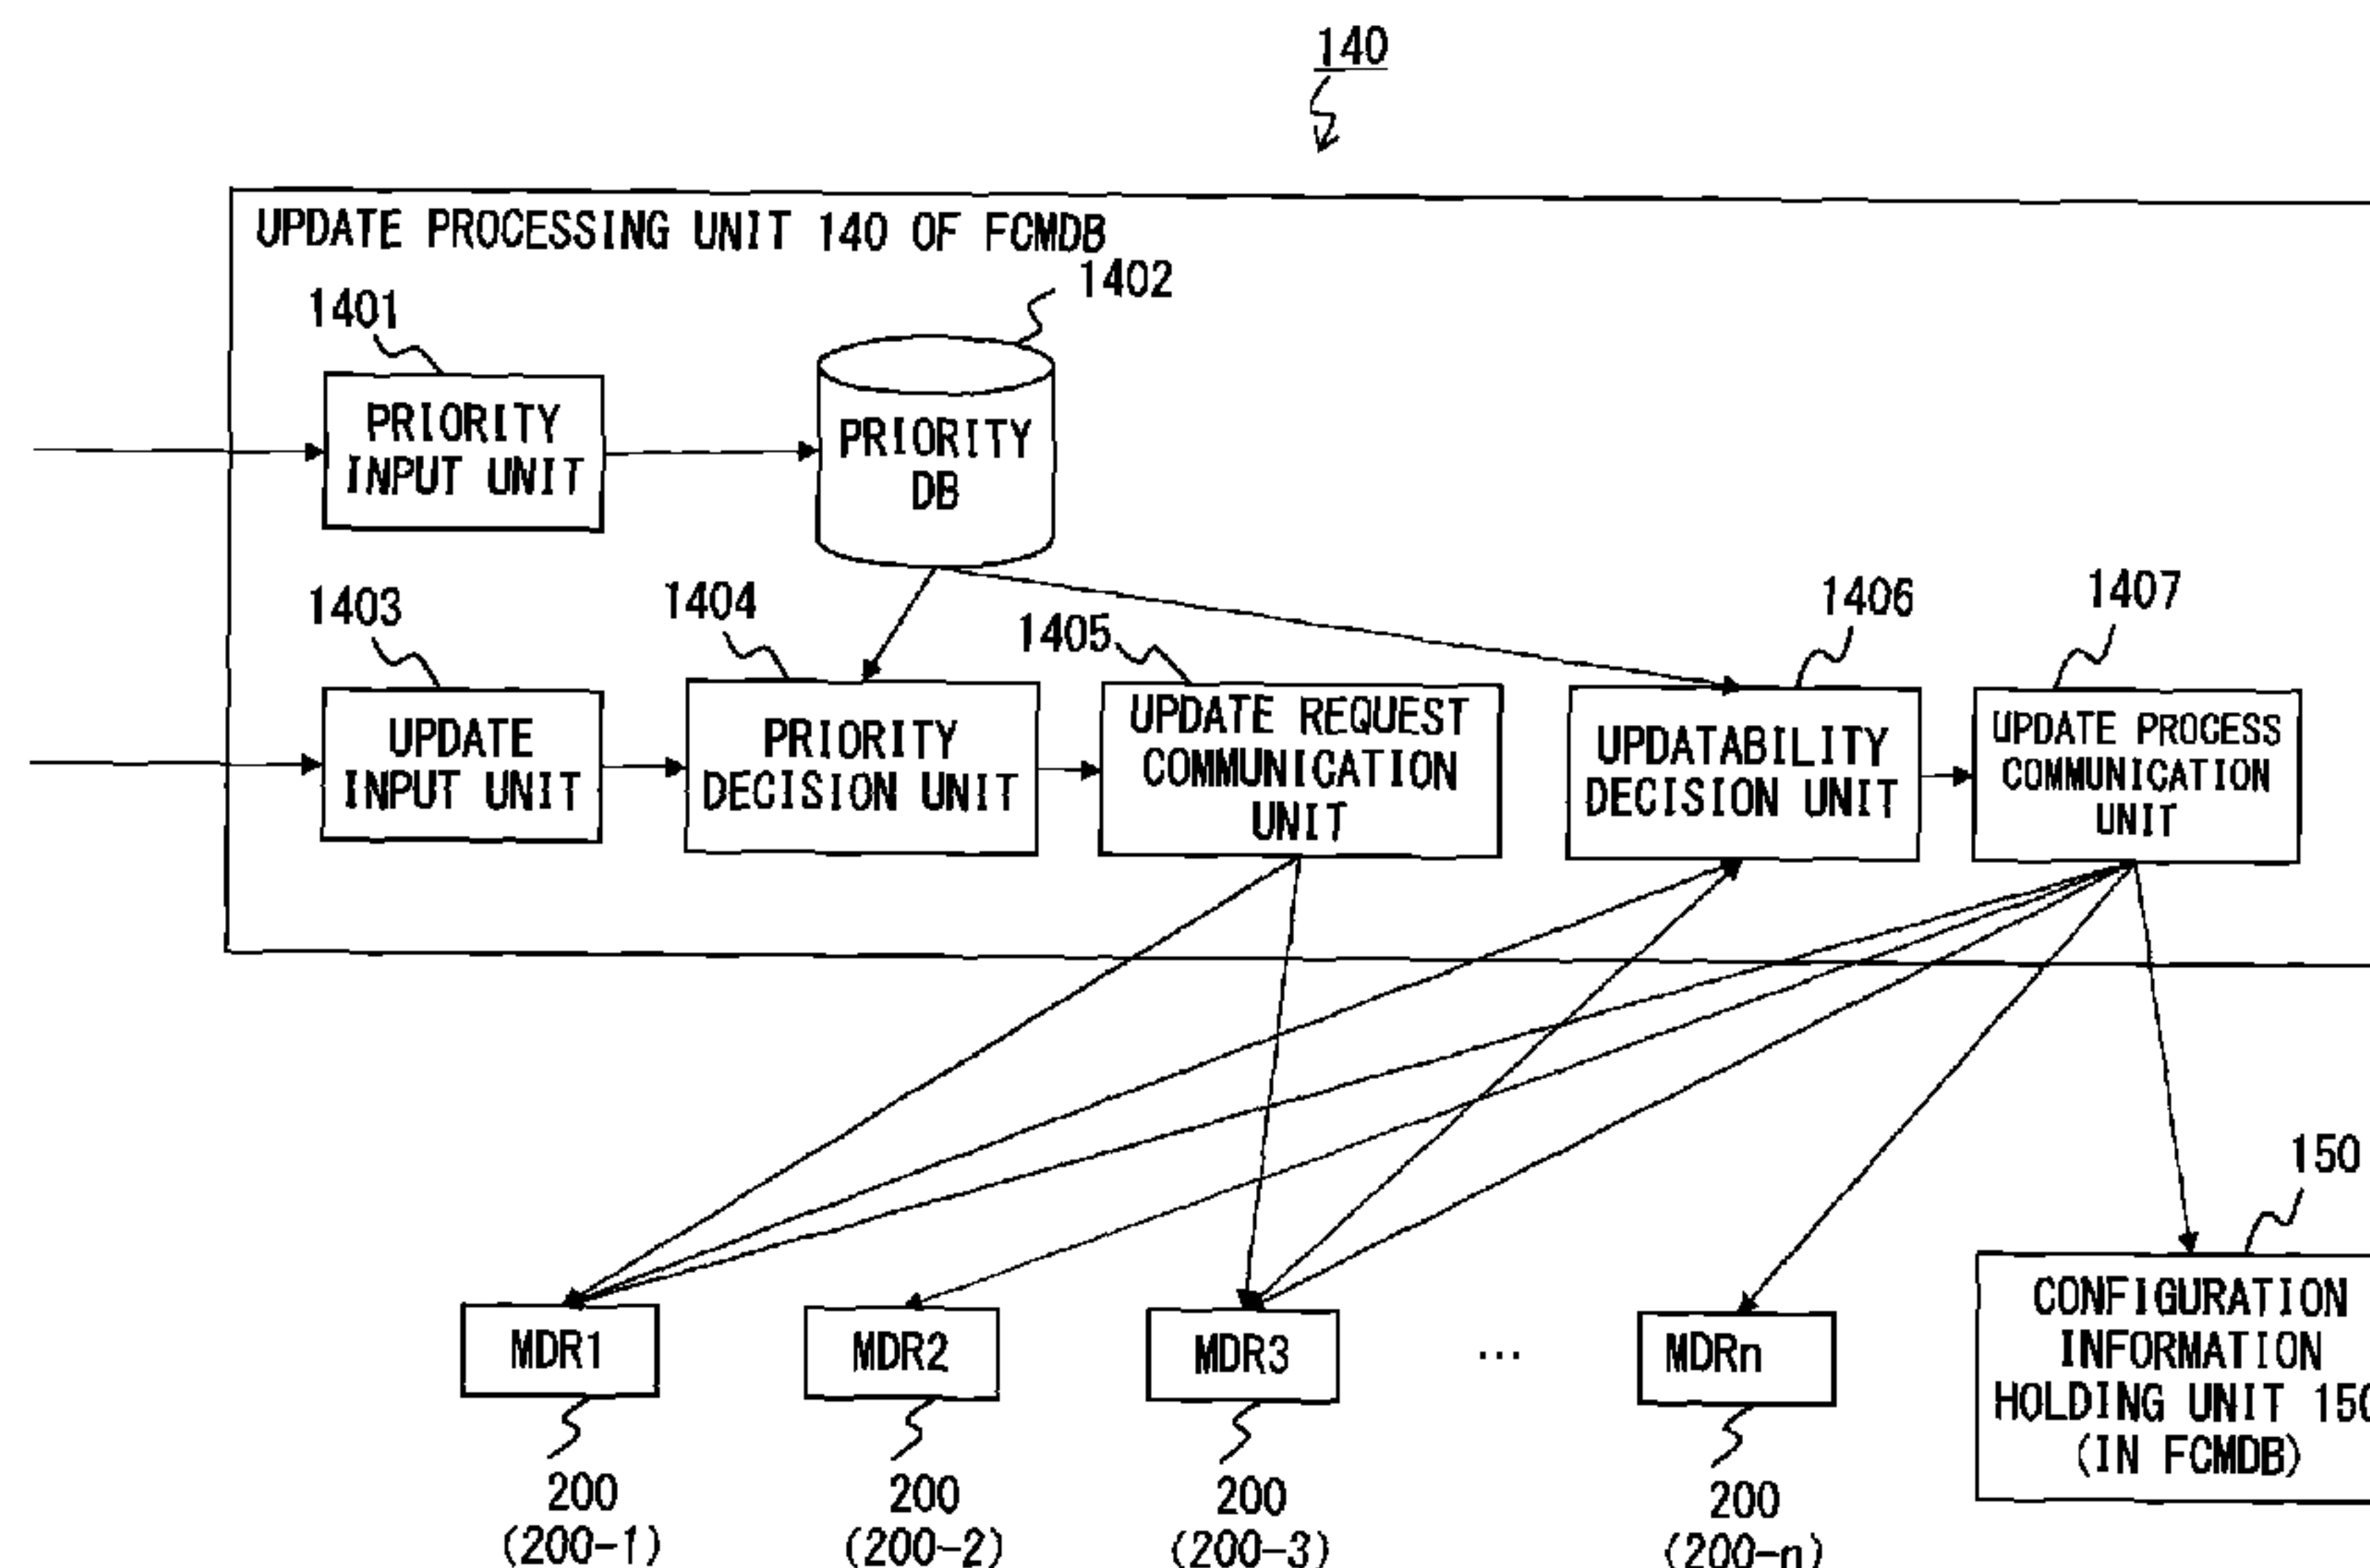 140
UPDATE PROCESSING UNIT 140 OF FCMDB
1401
1402
PRIORITY
INPUT UNIT
PRIORITY
DB
1403
1404
1405
1406
1407
UPDATE
INPUT UNIT
PRIORITY
DECISION UNIT
UPDATE REQUEST
COMMUNICATION
UNIT
UPDATABILITY
DECISION UNIT
UPDATE PROCESS
COMMUNICATION
UNIT
150
MDR1
MDR2
MDR3
...
MDRn
CONFIGURATION
INFORMATION
HOLDING UNIT 150
(IN FCMDB)
200
(200-1)
200
(200-2)
200
(200-3)
200
(200-n)